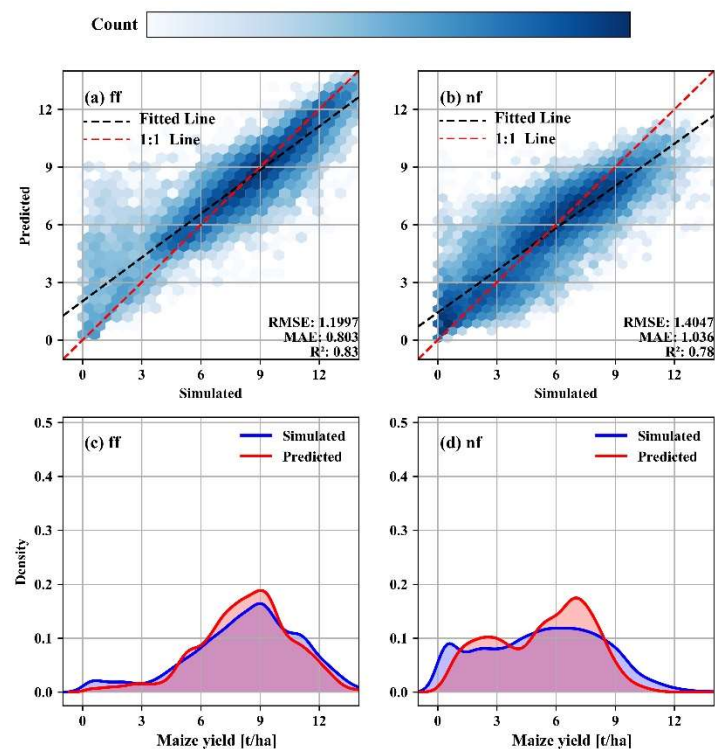 Count
(a) ff
Fitted Line
1:1 Line
12
9
6
3
0
Predicted
RMSE: 1.1997
MAE: 0.803
R²: 0.83
0 3 6 9 12
Simulated
(b) nf
Fitted Line
1:1 Line
12
9
6
3
0
RMSE: 1.4047
MAE: 1.036
R²: 0.78
0 3 6 9 12
Simulated
(c) ff
Simulated
Predicted
0.5
0.4
0.3
0.2
0.1
0.0
Density
0 3 6 9 12
Maize yield [t/ha]
(d) nf
Simulated
Predicted
0.5
0.4
0.3
0.2
0.1
0.0
0 3 6 9 12
Maize yield [t/ha]